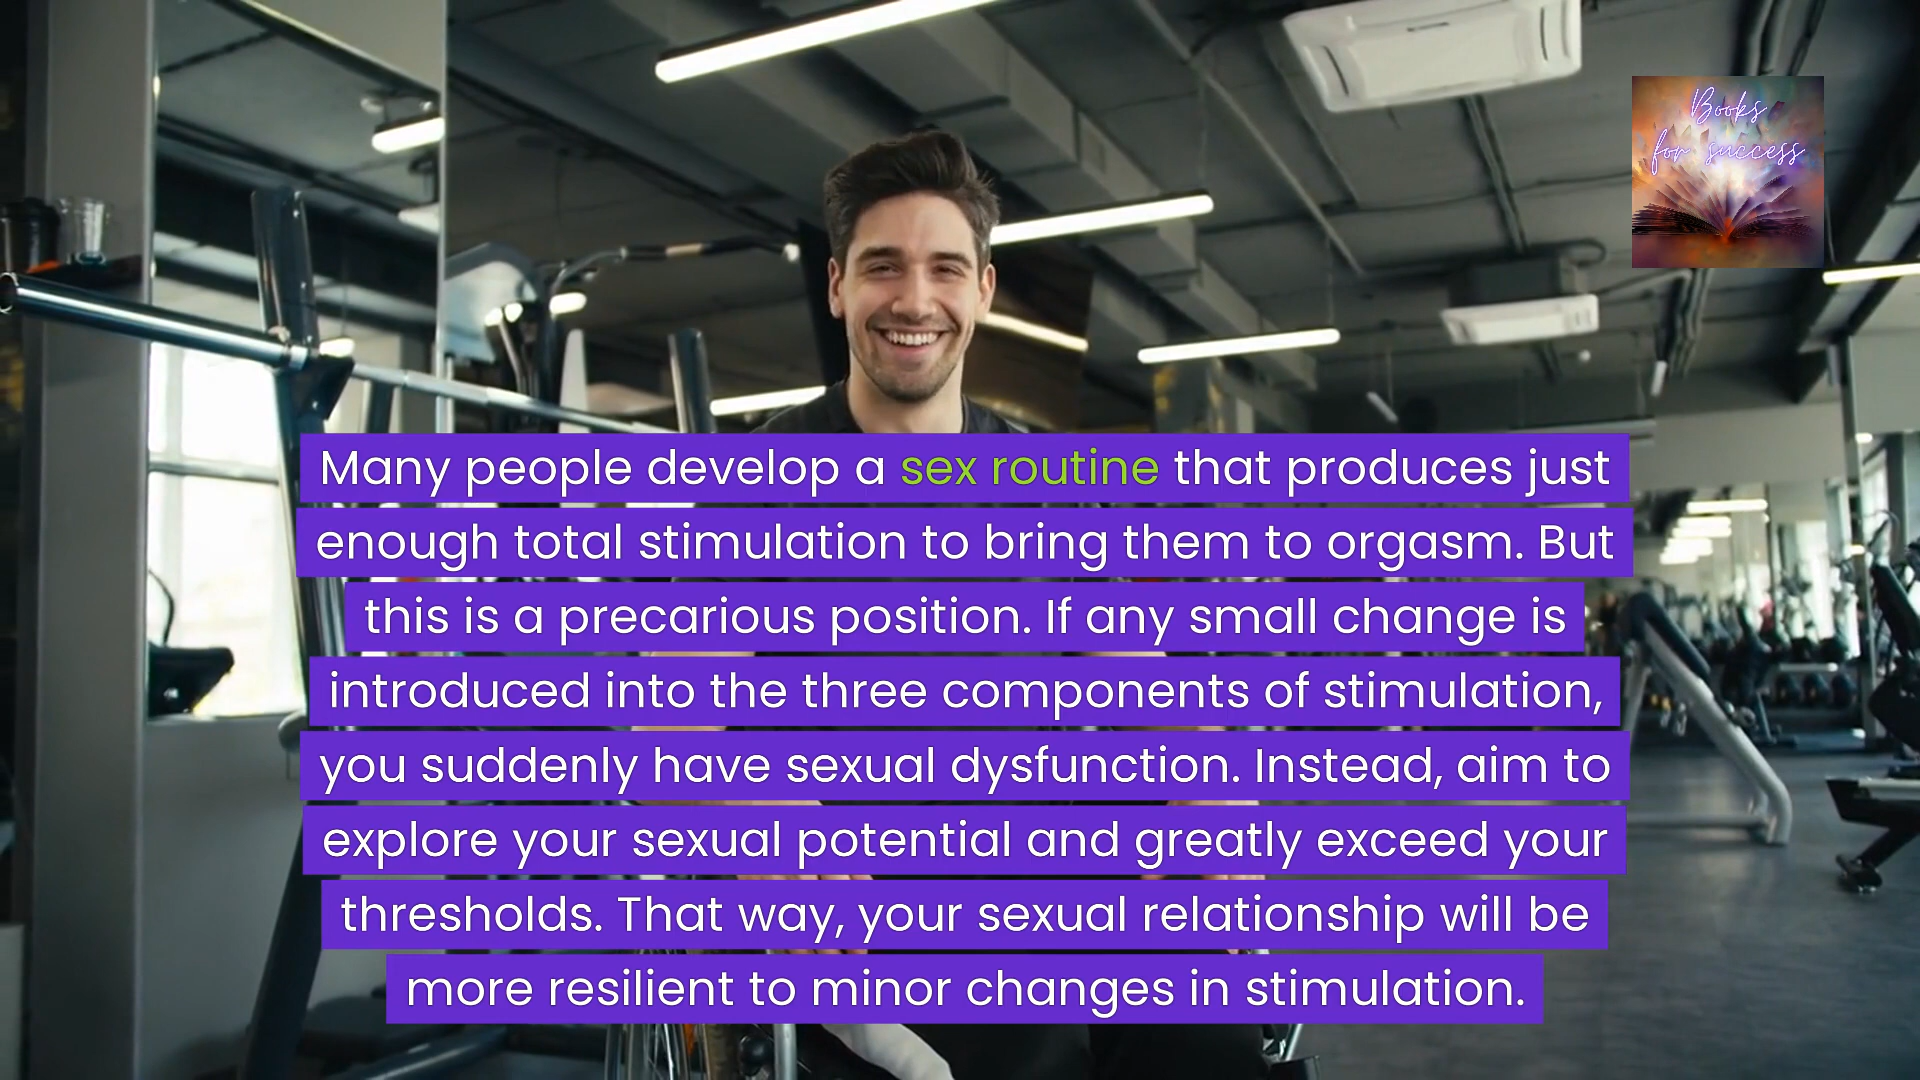 Books
for success
Many people develop a sex routine that produces just
enough total stimulation to bring them to orgasm. But
this is a precarious position. If any small change is
introduced into the three components of stimulation,
you suddenly have sexual dysfunction. Instead, aim to
explore your sexual potential and greatly exceed your
thresholds. That way, your sexual relationship will be
more resilient to minor changes in stimulation.